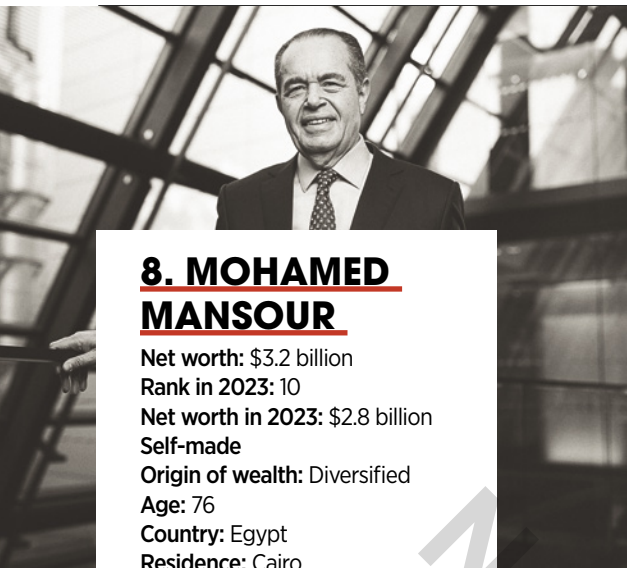 8. MOHAMED
MANSOUR
Net worth: $3.2 billion
Rank in 2023: 10
Net worth in 2023: $2.8 billion
Self-made
Origin of wealth: Diversified
Age: 76
Country: Egypt
Residence: Cairo